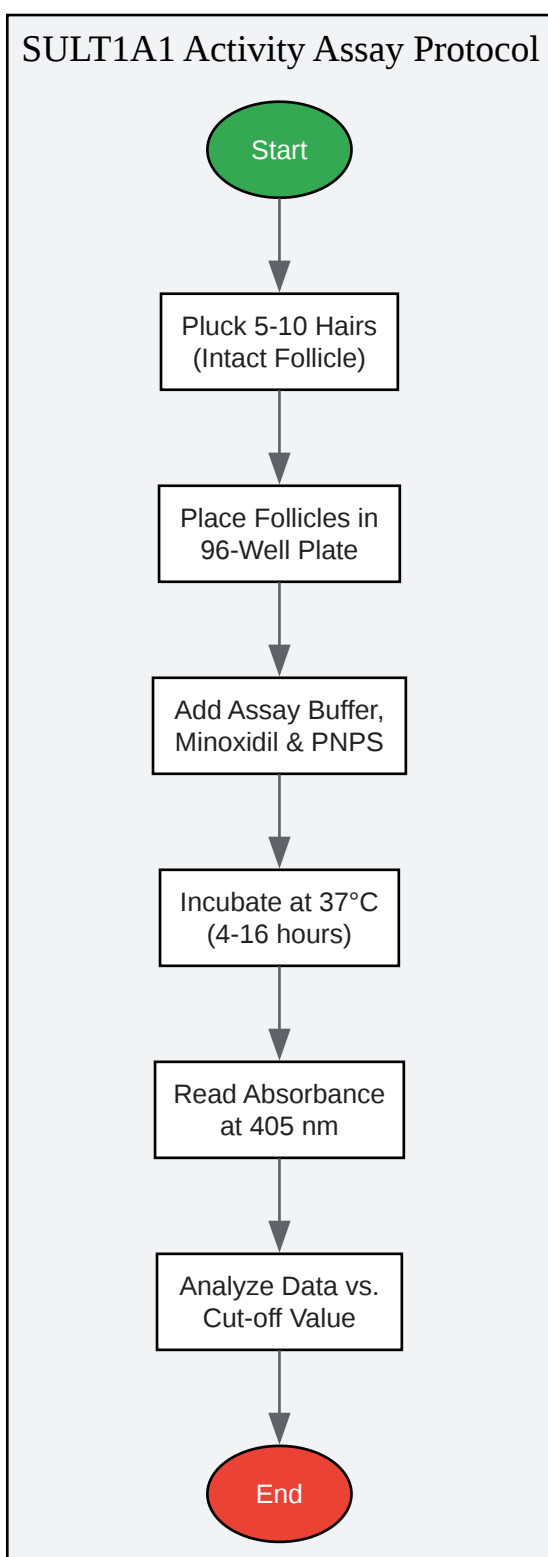 SULT1A1 Activity Assay Protocol
Start
Pluck 5-10 Hairs
(Intact Follicle)
Place Follicles in
96-Well Plate
Add Assay Buffer,
Minoxidil & PNPS
Incubate at 37°C
(4-16 hours)
Read Absorbance
at 405 nm
Analyze Data vs.
Cut-off Value
End